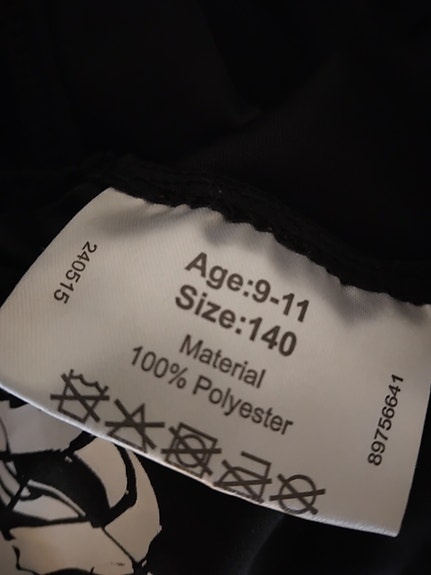 240515
Age:9-11
Size:140
Material
100% Polyester
89756641